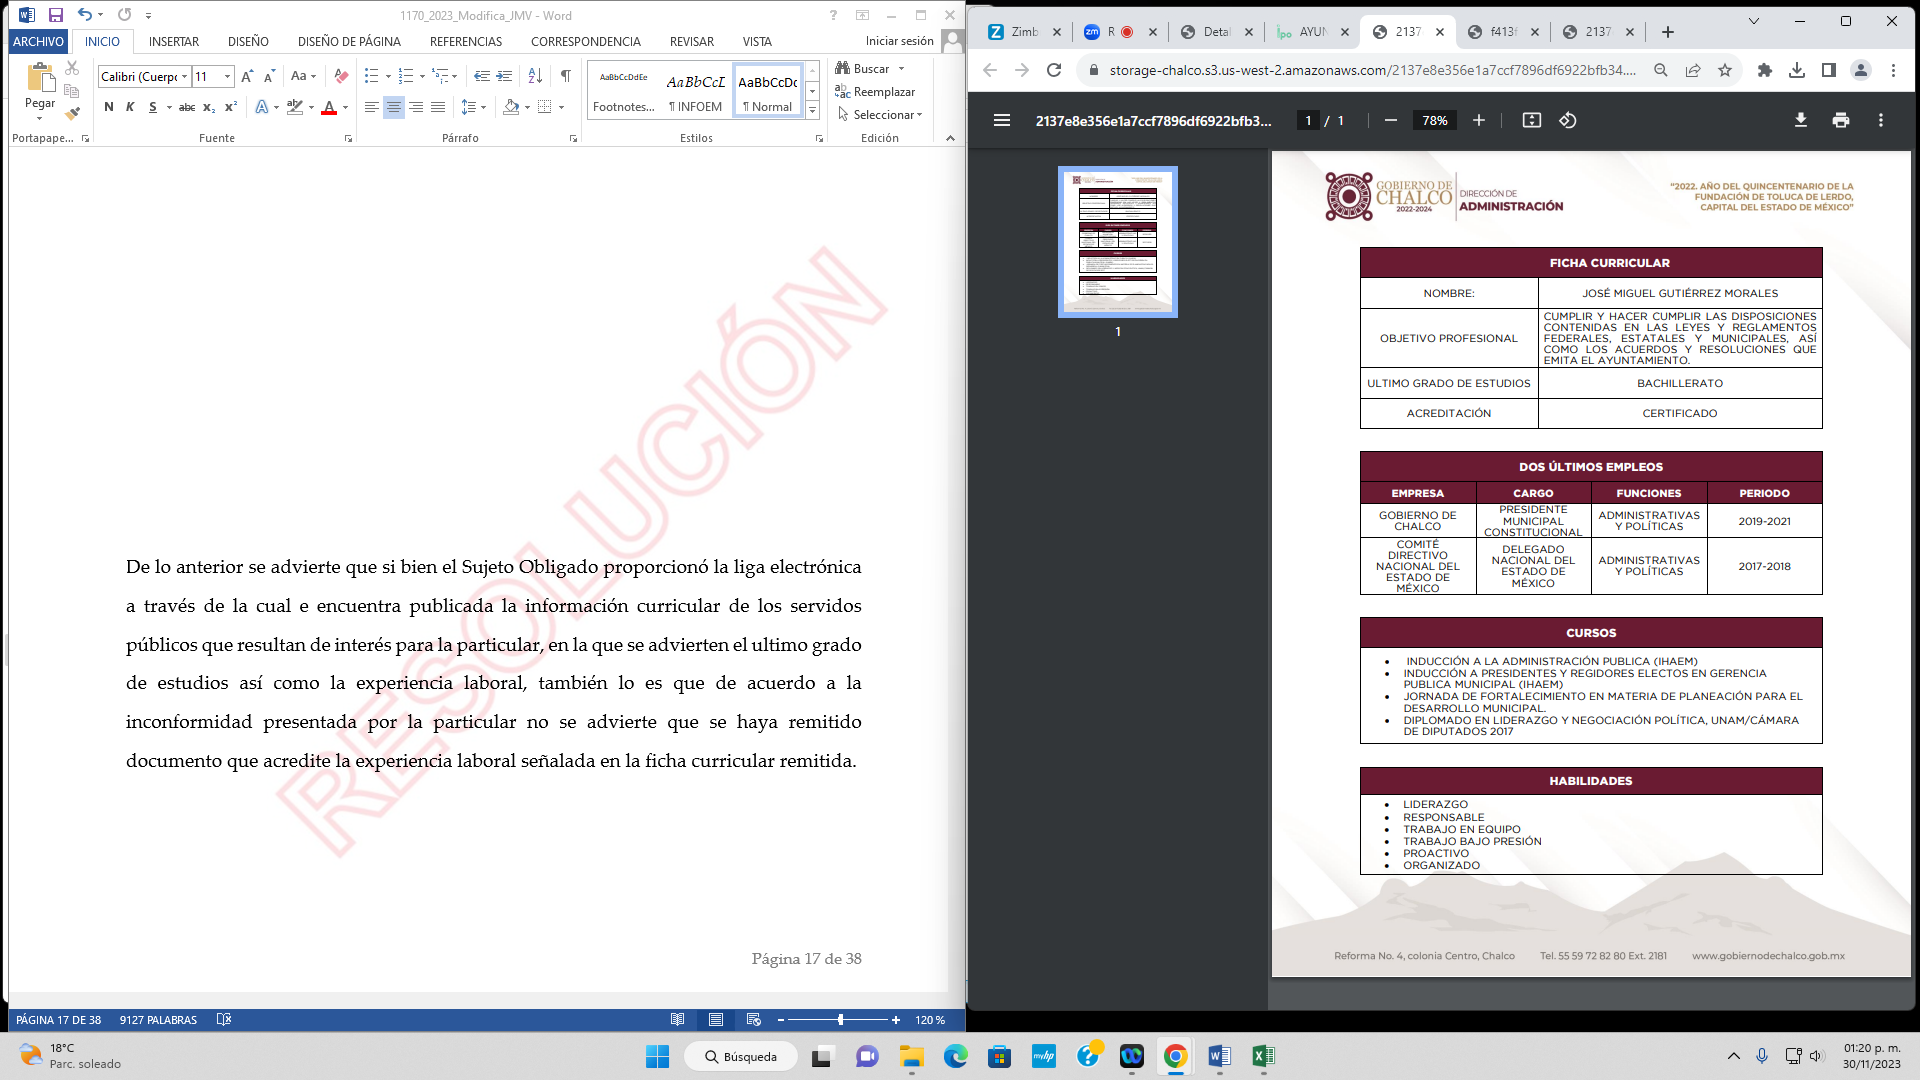 1170_2023_Modifica_JMV - Word
ARCHIVO INICIO INSERTAR DISEÑO DISEÑO DE PÁGINA REFERENCIAS CORRESPONDENCIA REVISAR VISTA Iniciar sesión
Pegar
Calibri (Cuerpo 11
AaBbCcDdEe AaBbCcL AaBbCcDc
Footnotes... ¶ INFOEM ¶ Normal
Buscar
Reemplazar
Seleccionar
Portapape... Fuente Párrafo Estilos Edición
RESOLUCIÓN
De lo anterior se advierte que si bien el Sujeto Obligado proporcionó la liga electrónica
a través de la cual e encuentra publicada la información curricular de los servidos
públicos que resultan de interés para la particular, en la que se advierten el ultimo grado
de estudios así como la experiencia laboral, también lo es que de acuerdo a la
inconformidad presentada por la particular no se advierte que se haya remitido
documento que acredite la experiencia laboral señalada en la ficha curricular remitida.
Página 17 de 38
PÁGINA 17 DE 38 9127 PALABRAS 120 %
Zimb R Detal AYUN 2137 f413f 2137
storage-chalco.s3.us-west-2.amazonaws.com/2137e8e356e1a7ccf7896df6922bfb34....
2137e8e356e1a7ccf7896df6922bfb3... 1 / 1 78%
1
GOBIERNO DE
CHALCO
2022-2024
DIRECCIÓN DE
ADMINISTRACIÓN
"2022. AÑO DEL QUINCENTENARIO DE LA
FUNDACIÓN DE TOLUCA DE LERDO,
CAPITAL DEL ESTADO DE MÉXICO"
FICHA CURRICULAR
NOMBRE: JOSÉ MIGUEL GUTIÉRREZ MORALES
OBJETIVO PROFESIONAL
CUMPLIR Y HACER CUMPLIR LAS DISPOSICIONES
CONTENIDAS EN LAS LEYES Y REGLAMENTOS
FEDERALES, ESTATALES Y MUNICIPALES, ASÍ
COMO LOS ACUERDOS Y RESOLUCIONES QUE
EMITA EL AYUNTAMIENTO.
ULTIMO GRADO DE ESTUDIOS BACHILLERATO
ACREDITACIÓN CERTIFICADO
DOS ÚLTIMOS EMPLEOS
EMPRESA CARGO FUNCIONES PERIODO
GOBIERNO DE
CHALCO
PRESIDENTE
MUNICIPAL
CONSTITUCIONAL
ADMINISTRATIVAS
Y POLÍTICAS
2019-2021
COMITÉ
DIRECTIVO
NACIONAL DEL
ESTADO DE
MÉXICO
DELEGADO
NACIONAL DEL
ESTADO DE
MÉXICO
ADMINISTRATIVAS
Y POLÍTICAS
2017-2018
CURSOS
• INDUCCIÓN A LA ADMINISTRACIÓN PUBLICA (IHAEM)
• INDUCCIÓN A PRESIDENTES Y REGIDORES ELECTOS EN GERENCIA
PUBLICA MUNICIPAL (IHAEM)
• JORNADA DE FORTALECIMIENTO EN MATERIA DE PLANEACIÓN PARA EL
DESARROLLO MUNICIPAL.
• DIPLOMADO EN LIDERAZGO Y NEGOCIACIÓN POLÍTICA, UNAM/CÁMARA
DE DIPUTADOS 2017
HABILIDADES
• LIDERAZGO
• RESPONSABLE
• TRABAJO EN EQUIPO
• TRABAJO BAJO PRESIÓN
• PROACTIVO
• ORGANIZADO
Reforma No. 4, colonia Centro, Chalco Tel. 55 59 72 82 80 Ext. 2181 www.gobiernodechalco.gob.mx
18°C
Parc. soleado
Búsqueda
01:20 p. m.
30/11/2023